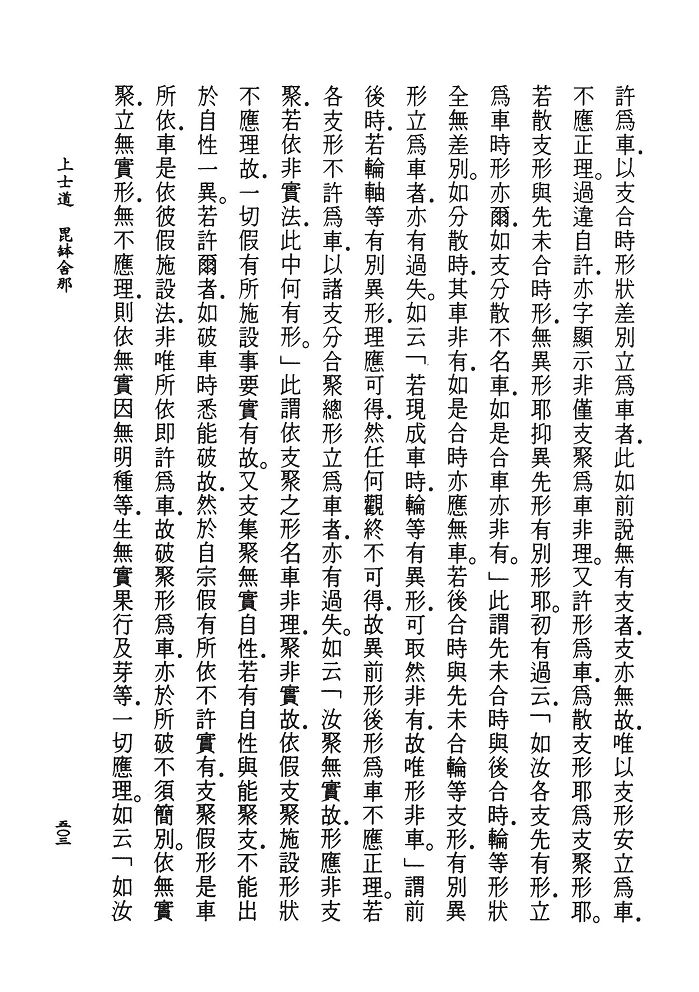 許爲車．以支合時形狀差別立爲車者．此如前說無有支者．支亦無故．唯以支形安立爲車．
不應正理。過違自許．亦字顯示非僅支聚爲車非理。又許形爲車．爲散支形耶．爲支聚形耶。
若散支形與先未合時形．無異形耶抑異先形有別形耶。初有過云．「如汝各支先有形．立
爲車時形亦爾．如支分散不名車．如是合車亦非有。」此謂先未合時與後合時．輪等形狀
全無差別。如分散時．其車非有．如是合時亦應無車。若後合時與先未合輪等支形．有別異
形立爲車者．亦有過失。如云「若現成車時．輪等有異形．可取然非有．故唯形非車。」謂前
後時．若輪軸等有別異形．理應可得．然任何觀終不可得．故異前形後形爲車不應正理。若
各支形不許爲車．以諸支分合聚總形立爲車者．亦有過失。如云「汝聚無實故．形應非支
聚．若依非實法．此中何有形。」此謂依支聚之形名車非理．聚非實故．依假支聚施設形狀
不應理故．一切假有所施設事要實有故。又支集聚無實自性．若有自性與能聚支．不能出
於自性一異。若許爾者．如破車時悉能破故．然於自宗假有所依不許實有．支聚假形是車
所依．車是依彼假施設法．非唯所依即許爲車．故破聚形爲車．亦於所破不須簡別。依無實
聚．立無實形．無不應理．則依無實因無明種等．生無實果行及芽等．一切應理。如云「如汝
上士道　毘缽舍那
五〇三